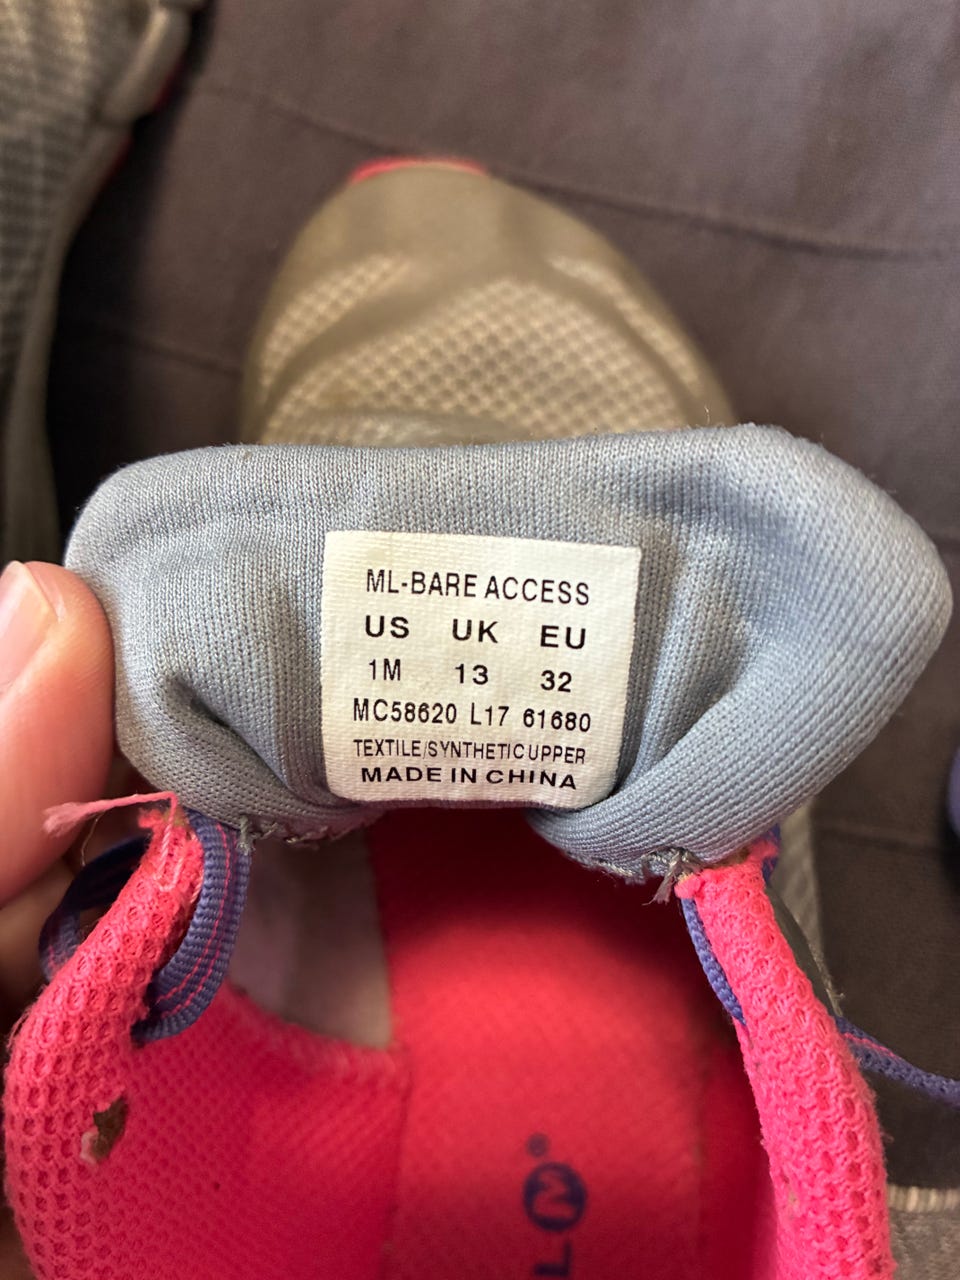 ML-BARE ACCESS
US UK EU
1M 13 32
MC58620 L17 61680
TEXTILE/SYNTHETIC UPPER
MADE IN CHINA